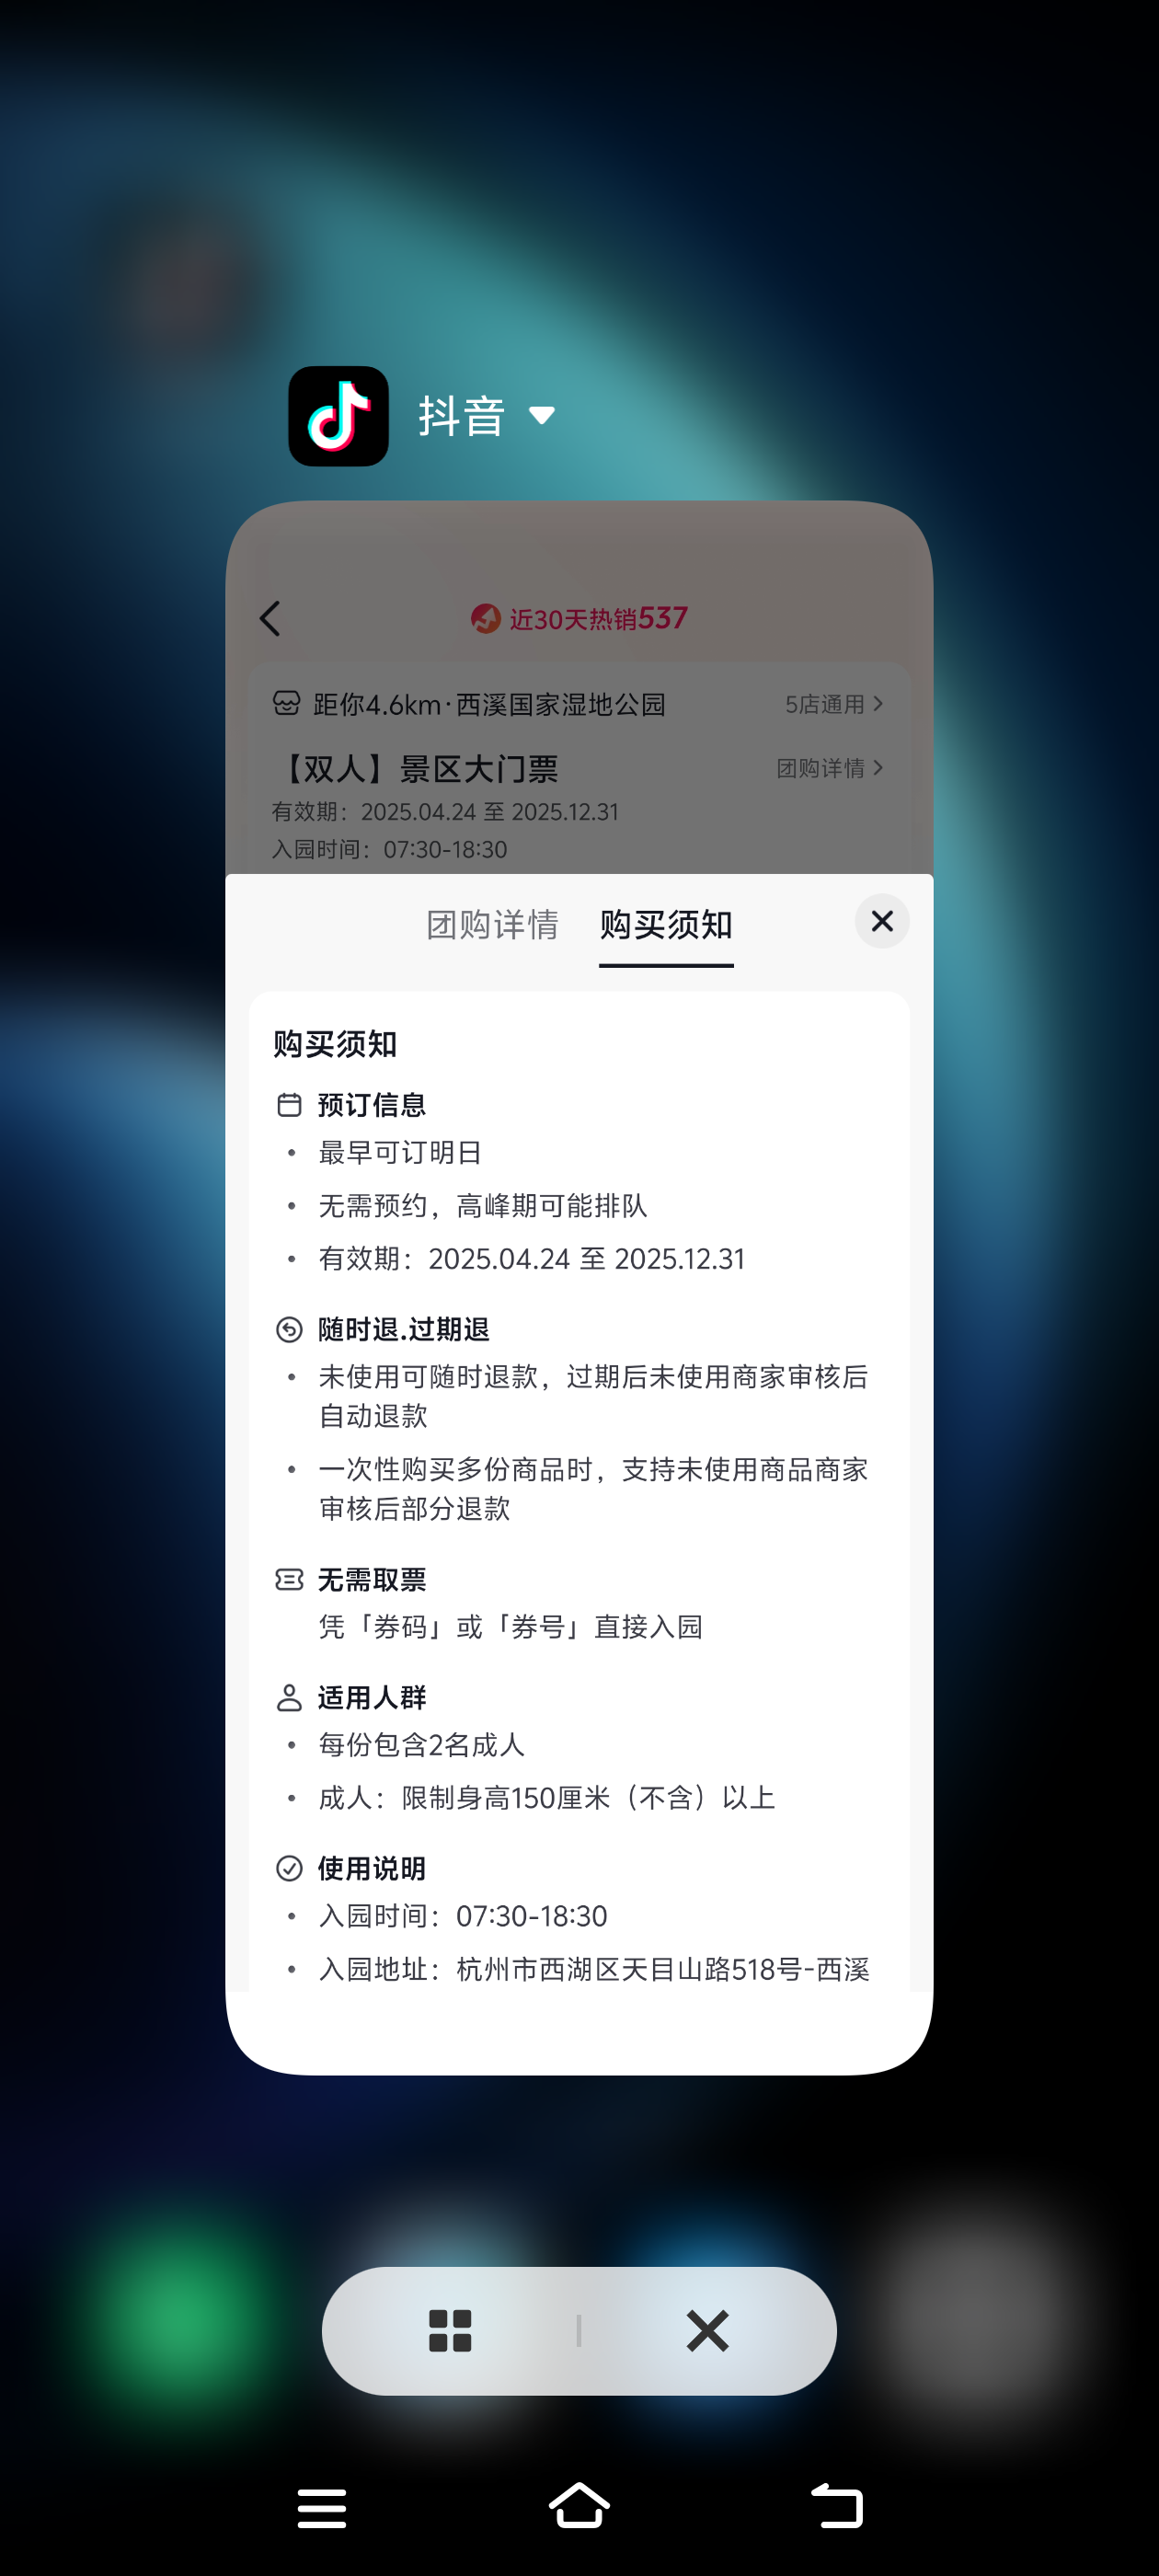 抖音
近30天热销537
距你4.6km·西溪国家湿地公园
5店通用
【双人】景区大门票
团购详情
有效期：2025.04.24 至 2025.12.31
入园时间：07:30-18:30
团购详情
购买须知
购买须知
预订信息
最早可订明日
无需预约，高峰期可能排队
有效期：2025.04.24 至 2025.12.31
随时退.过期退
未使用可随时退款，过期后未使用商家审核后
自动退款
一次性购买多份商品时，支持未使用商品商家
审核后部分退款
无需取票
凭「券码」或「券号」直接入园
适用人群
每份包含2名成人
成人：限制身高150厘米（不含）以上
使用说明
入园时间：07:30-18:30
入园地址：杭州市西湖区天目山路518号-西溪